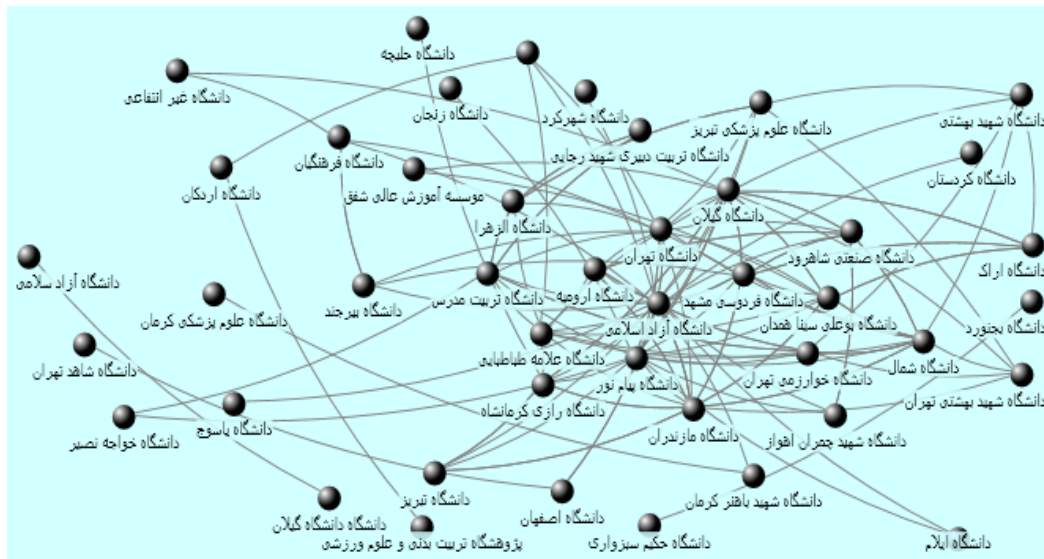 دانشگاه حلیچه
دانشگاه غیر انتفاعی
دانشگاه زنجان
دانشگاه شهرکرد
دانشگاه شهید بهشتی
دانشگاه علوم پزشکی تبریز
دانشگاه تربیت دبیری شهید رجایی
دانشگاه فرهنگیان
دانشگاه کردستان
دانشگاه اردکان
موسسه آموزش عالی شفق
دانشگاه گیلان
دانشگاه الزهرا
دانشگاه تهران
دانشگاه صنعتی شاهرود
دانشگاه اراک
دانشگاه آزاد سلامی
دانشگاه تربیت مدرس
دانشگاه ارومیه
دانشگاه فردوسی مشهد
دانشگاه بیرجند
دانشگاه علوم پزشکی کرمان
دانشگاه آزاد اسلامی
دانشگاه بوعلی سینا همدان
دانشگاه بجنورد
دانشگاه علامه طباطبایی
دانشگاه شاهد تهران
دانشگاه خوارزمی تهران
دانشگاه شمال
دانشگاه پیام نور
دانشگاه شهید بهشتی تهران
دانشگاه رازی کرمانشاه
دانشگاه یاسوج
دانشگاه خواجه نصیر
دانشگاه مازندران
دانشگاه شهید چمران اهواز
دانشگاه تبریز
دانشگاه شهید باهنر کرمان
دانشگاه اصفهان
دانشگاه دانشگاه گیلان
پژوهشگاه تربیت بدنی و علوم ورزشی
دانشگاه حکیم سبزواری
دانشگاه ایلام